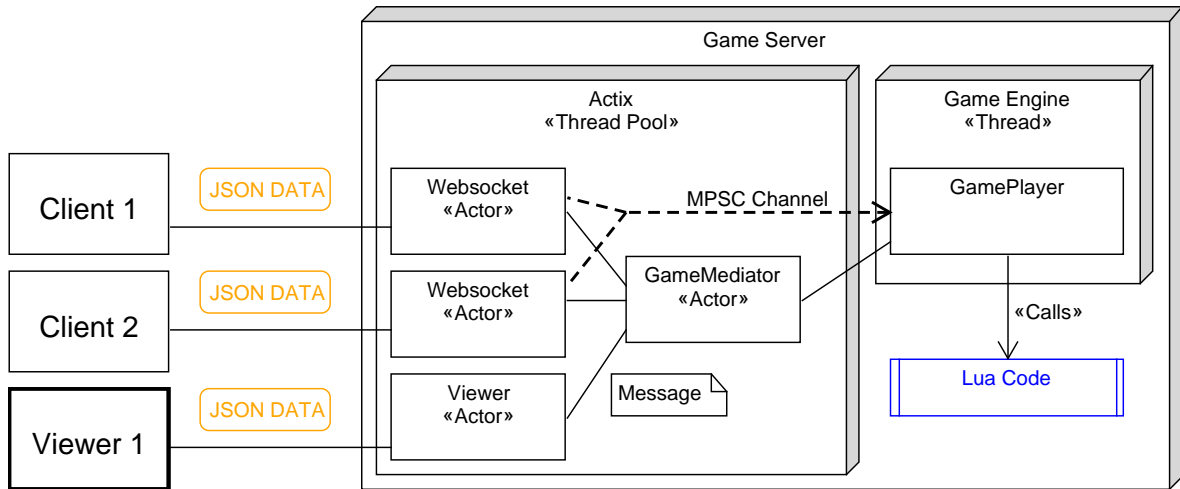 Game Server
Actix
«Thread Pool»
Game Engine
«Thread»
Client 1
JSON DATA
Websocket
«Actor»
MPSC Channel
GamePlayer
Client 2
JSON DATA
Websocket
«Actor»
GameMediator
«Actor»
«Calls»
Viewer 1
JSON DATA
Viewer
«Actor»
Message
Lua Code